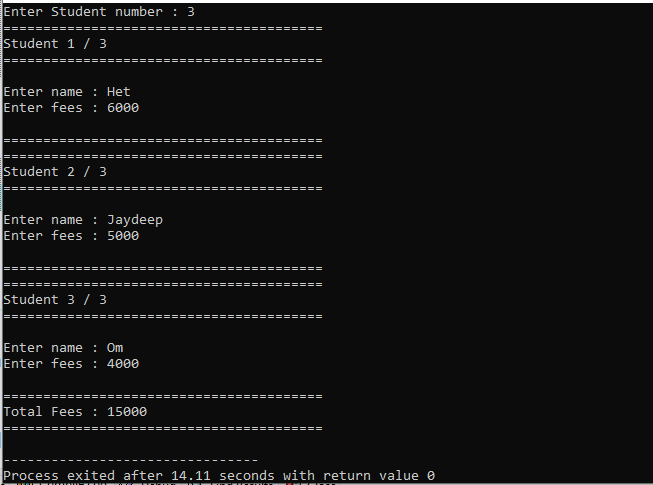 Enter Student number : 3
========================================
Student 1 / 3
========================================
Enter name : Het
Enter fees : 6000
========================================
========================================
Student 2 / 3
========================================
Enter name : Jaydeep
Enter fees : 5000
========================================
========================================
Student 3 / 3
========================================
Enter name : Om
Enter fees : 4000
========================================
Total Fees : 15000
========================================
--------------------------------
Process exited after 14.11 seconds with return value 0